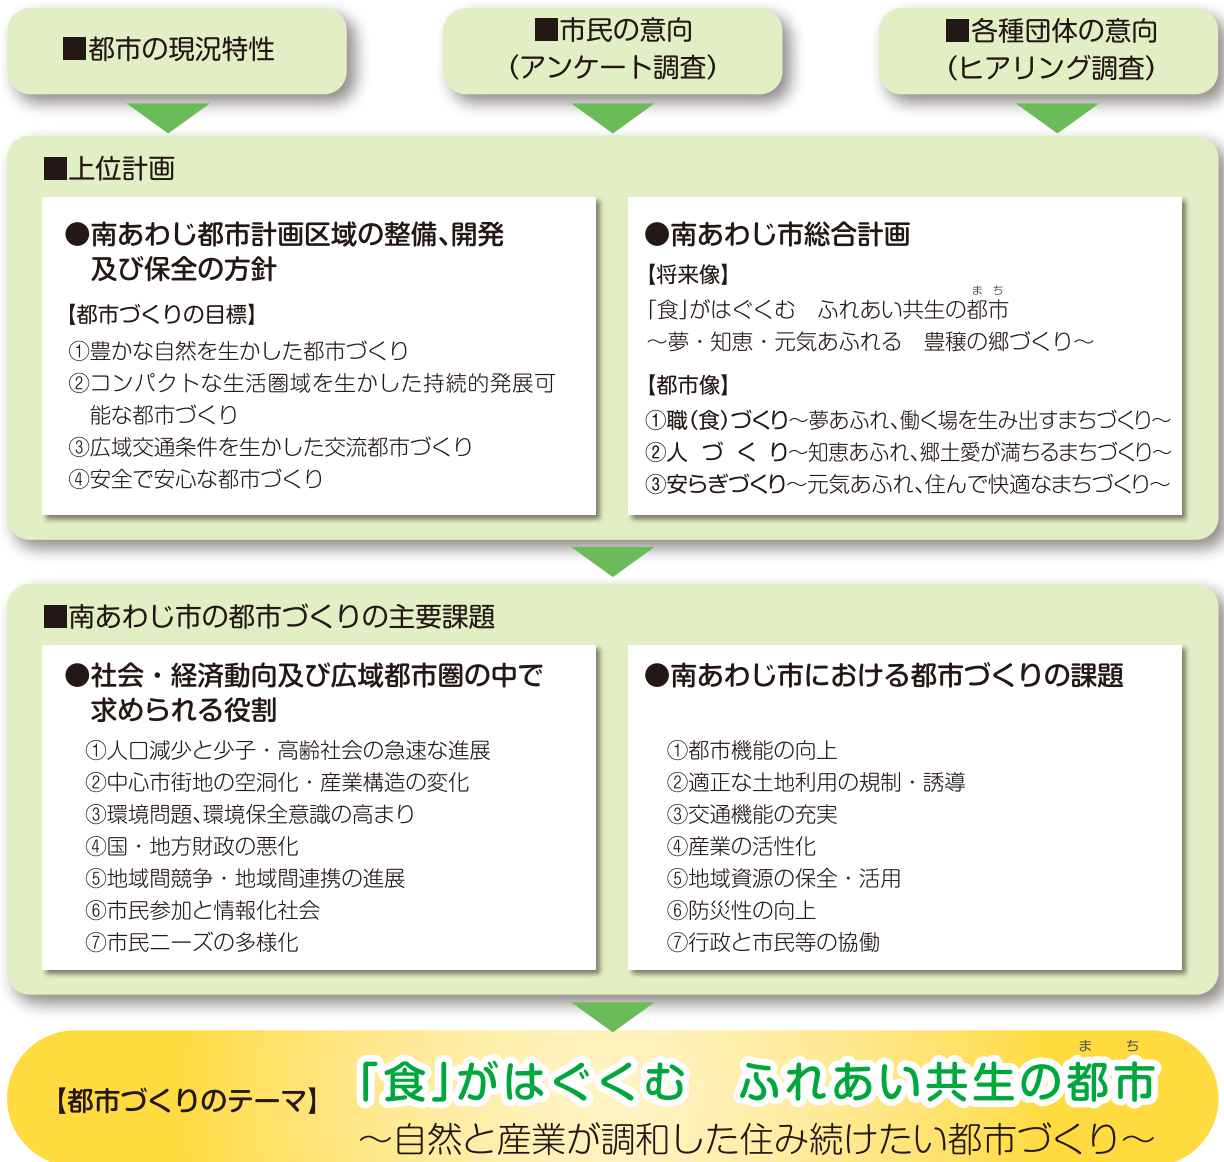 ■都市の現況特性
■市民の意向
（アンケート調査）
■各種団体の意向
（ヒアリング調査）
■上位計画
●南あわじ都市計画区域の整備、開発
及び保全の方針
【都市づくりの目標】
①豊かな自然を生かした都市づくり
②コンパクトな生活圏域を生かした持続的発展可
能な都市づくり
③広域交通条件を生かした交流都市づくり
④安全で安心な都市づくり
●南あわじ市総合計画
【将来像】
まち
「食」がはぐくむ　ふれあい共生の都市
～夢・知恵・元気あふれる　豊穣の郷づくり～
【都市像】
①職（食）づくり～夢あふれ、働く場を生み出すまちづくり～
②人づくり～知恵あふれ、郷土愛が満ちるまちづくり～
③安らぎづくり～元気あふれ、住んで快適なまちづくり～
■南あわじ市の都市づくりの主要課題
●社会・経済動向及び広域都市圏の中で
求められる役割
①人口減少と少子・高齢社会の急速な進展
②中心市街地の空洞化・産業構造の変化
③環境問題、環境保全意識の高まり
④国・地方財政の悪化
⑤地域間競争・地域間連携の進展
⑥市民参加と情報化社会
⑦市民ニーズの多様化
●南あわじ市における都市づくりの課題
①都市機能の向上
②適正な土地利用の規制・誘導
③交通機能の充実
④産業の活性化
⑤地域資源の保全・活用
⑥防災性の向上
⑦行政と市民等の協働
【都市づくりのテーマ】
まち
「食」がはぐくむ　ふれあい共生の都市
～自然と産業が調和した住み続けたい都市づくり～